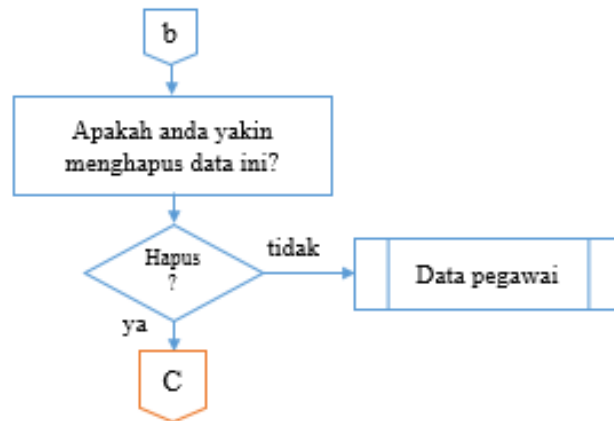 b
Apakah anda yakin
menghapus data ini?
Hapus
?
tidak
Data pegawai
ya
C